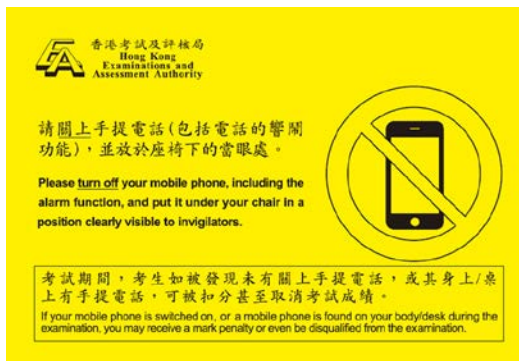 香港考試及評核局
Hong Kong
Examinations and
Assessment Authority
請關上手提電話(包括電話的響鬧
功能)，並放於座椅下的當眼處。
Please turn off your mobile phone, including the
alarm function, and put it under your chair in a
position clearly visible to invigilators.
考試期間，考生如被發現未有關上手提電話，或其身上/桌
上有手提電話，可被扣分甚至取消考試成績。
If your mobile phone is switched on, or a mobile phone is found on your body/desk during the
examination, you may receive a mark penalty or even be disqualified from the examination.